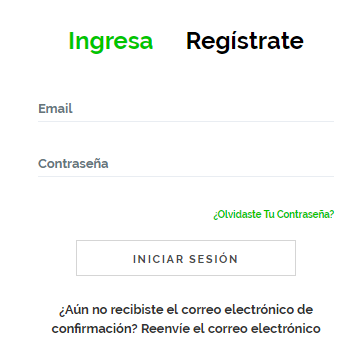 Ingresa Regístrate
Email
Contraseña
¿Olvidaste Tu Contraseña?
INICIAR SESIÓN
¿Aún no recibiste el correo electrónico de
confirmación? Reenvíe el correo electrónico